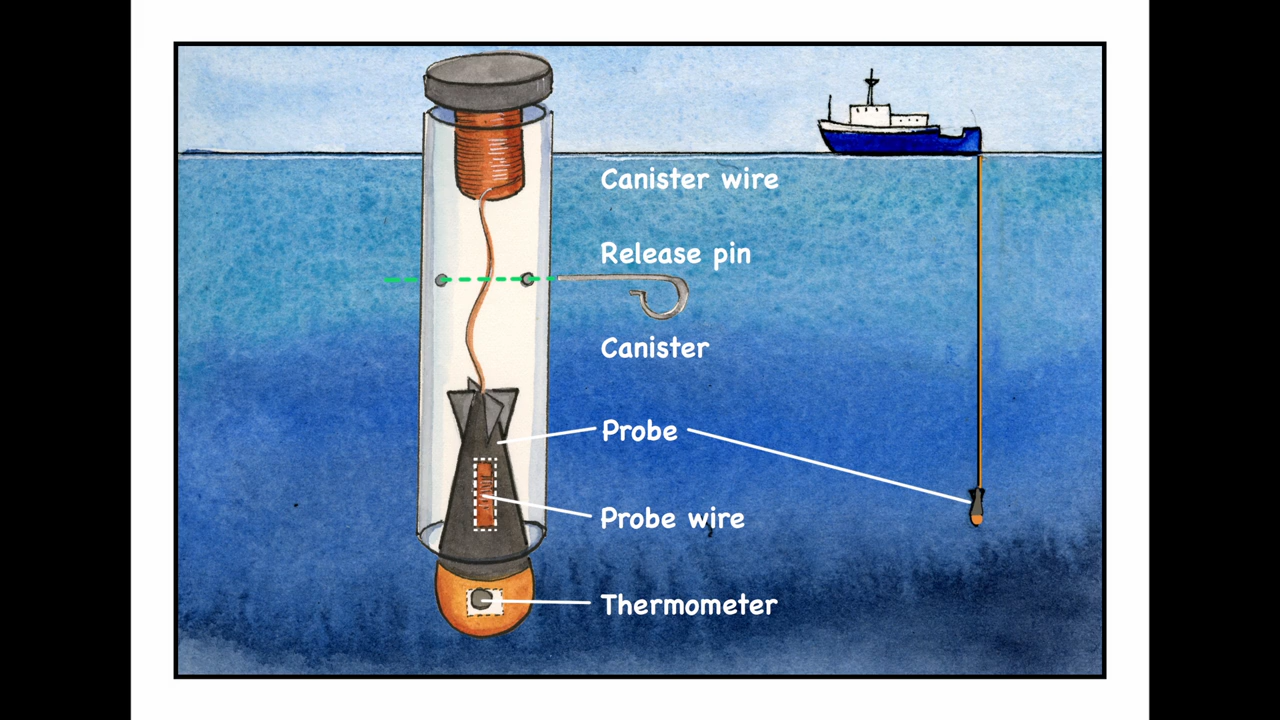 Canister wire
Release pin
Canister
Probe
Probe wire
Thermometer